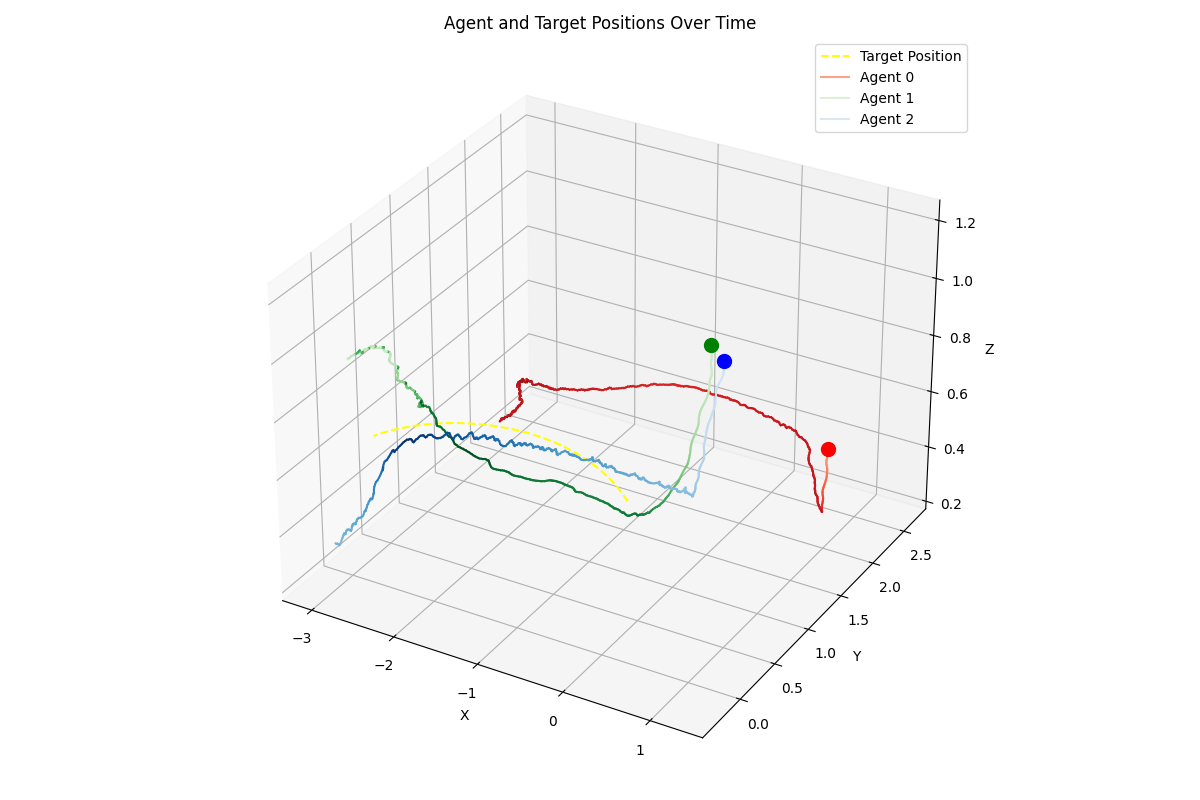 Agent and Target Positions Over Time
Target Position
Agent 0
Agent 1
Agent 2
1.2
1.0
0.8
0.6
0.4
0.2
Z
2.5
2.0
1.5
1.0
0.5
0.0
Y
−3
−2
−1
0
1
X